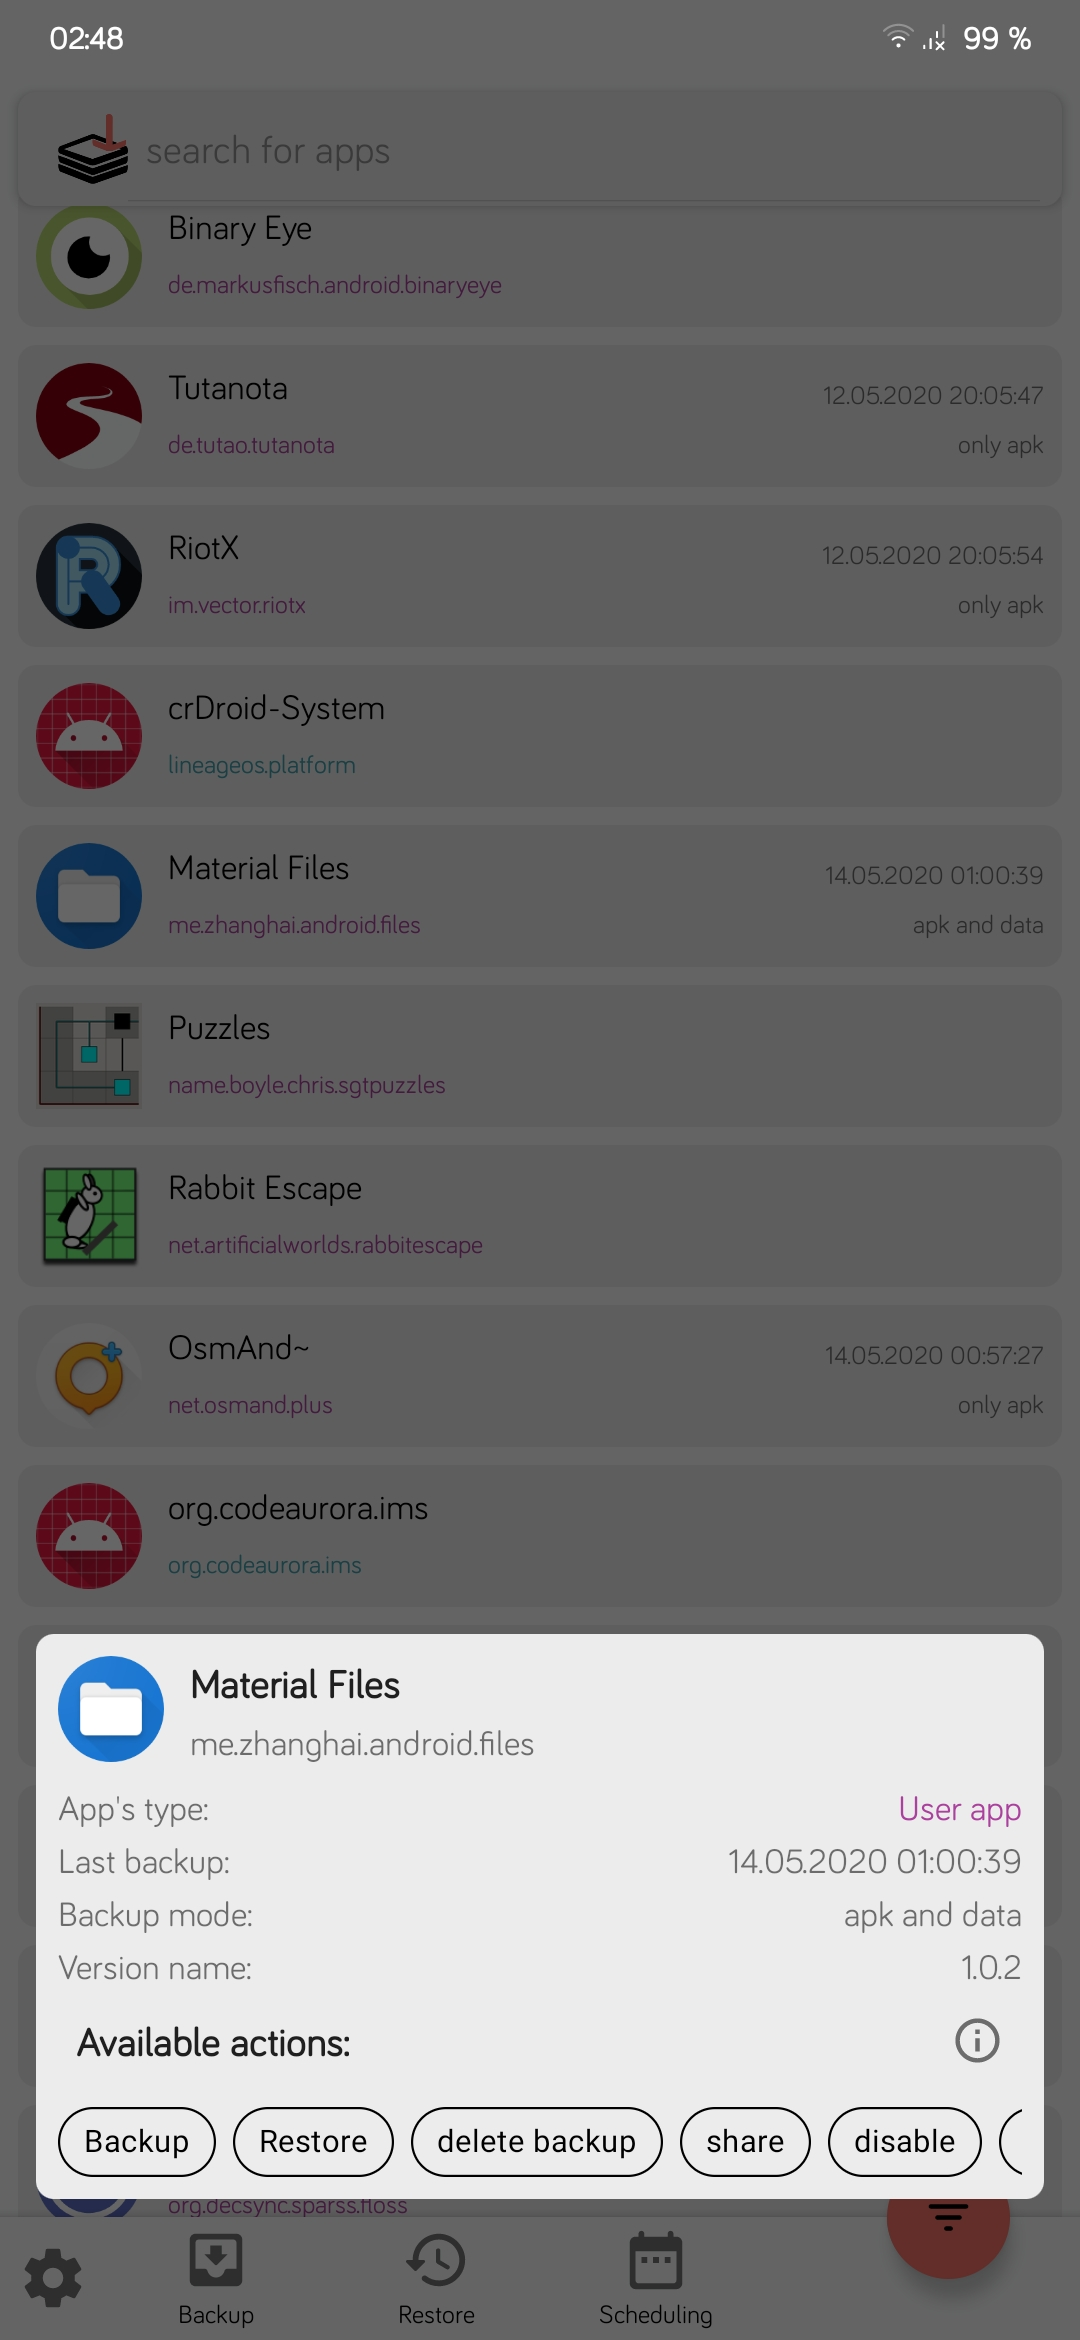 02:48
99 %
search for apps
Binary Eye
de.markusfisch.android.binaryeye
Tutanota
12.05.2020 20:05:47
de.tutao.tutanota
only apk
RiotX
12.05.2020 20:05:54
im.vector.riotx
only apk
crDroid-System
lineageos.platform
Material Files
14.05.2020 01:00:39
me.zhanghai.android.files
apk and data
Puzzles
name.boyle.chris.sgtpuzzles
Rabbit Escape
net.artificialworlds.rabbitescape
OsmAnd~
14.05.2020 00:57:27
net.osmand.plus
only apk
org.codeaurora.ims
org.codeaurora.ims
Material Files
me.zhanghai.android.files
App's type:
User app
Last backup:
14.05.2020 01:00:39
Backup mode:
apk and data
Version name:
1.0.2
Available actions:
Backup
Restore
delete backup
share
disable
org.decsync.sparss.floss
Backup
Restore
Scheduling